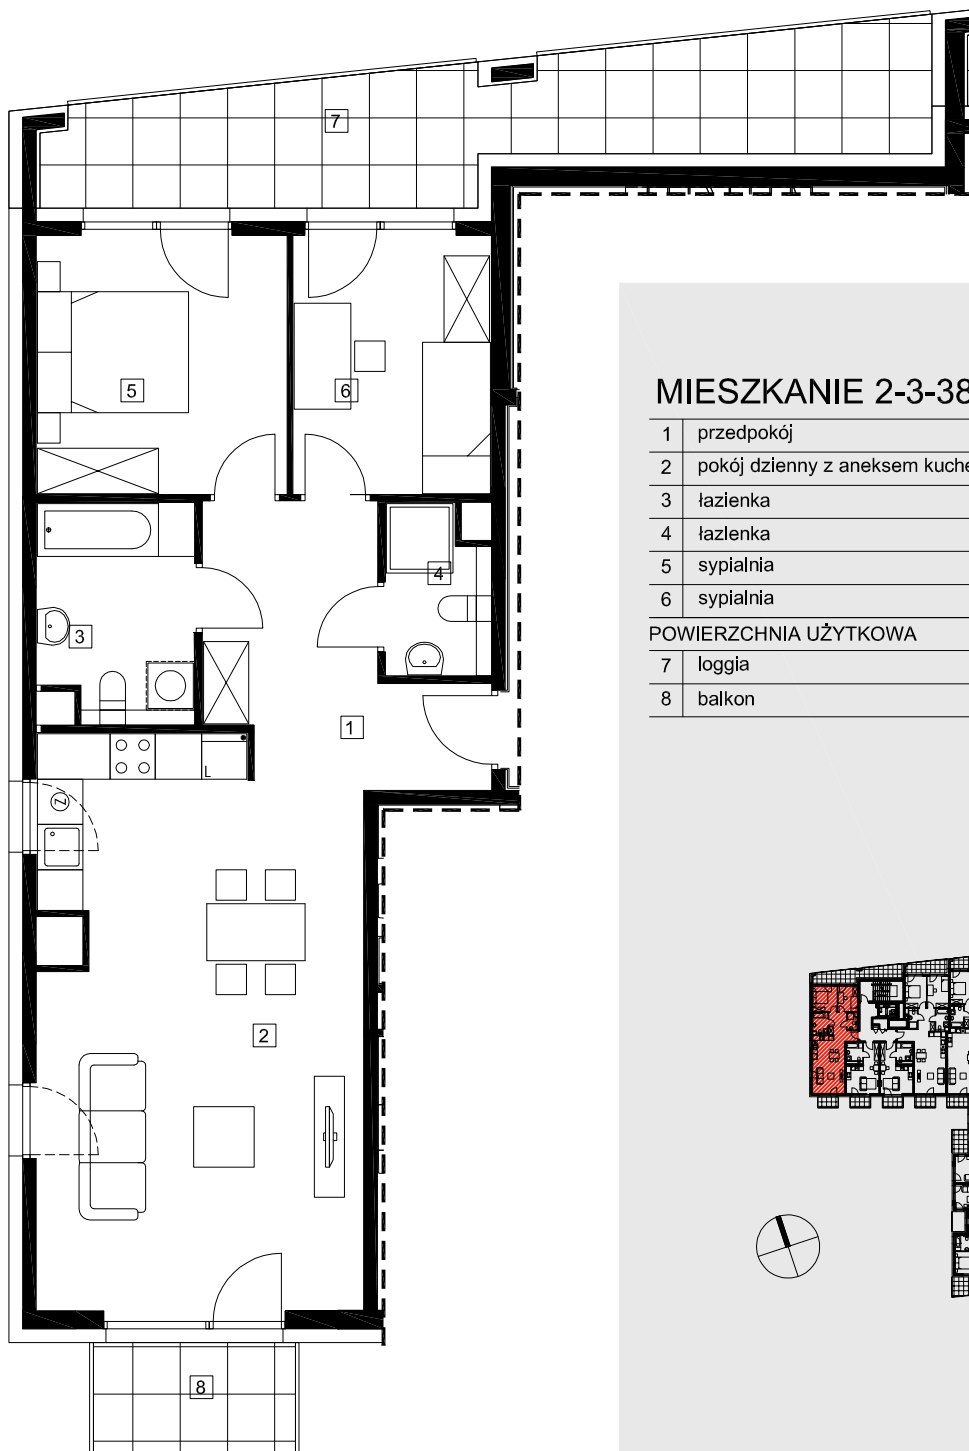 7
5
6
4
3
1
L
Z
2
8
MIESZKANIE 2-3-38
1 przedpokój
2 pokój dzienny z aneksem kuche
3 łazienka
4 łazienka
5 sypialnia
6 sypialnia
POWIERZCHNIA UŻYTKOWA
7 loggia
8 balkon